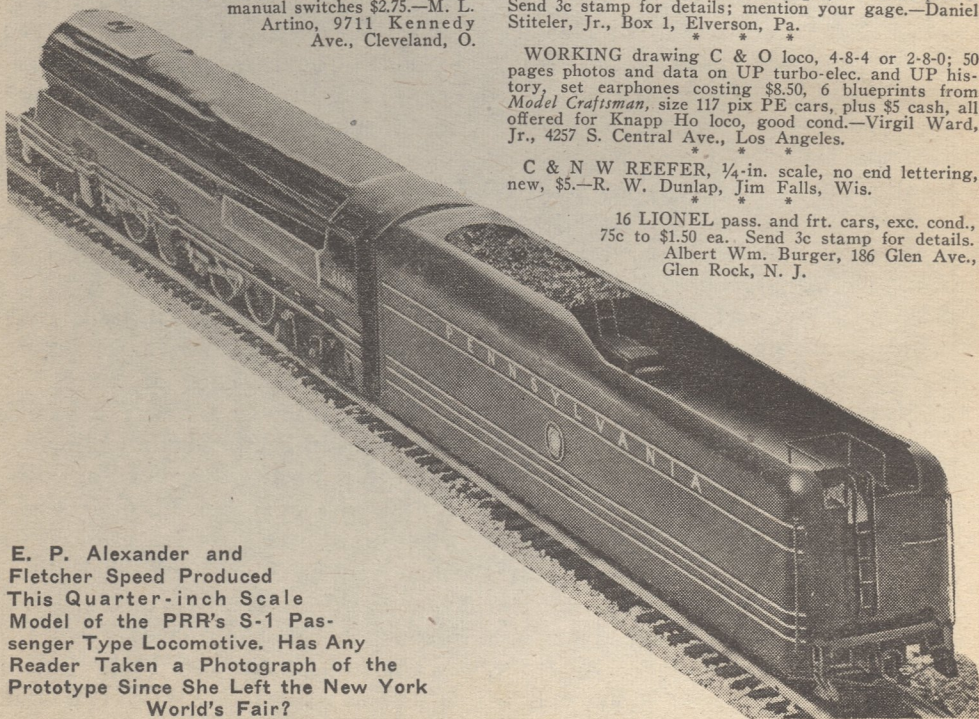 manual switches $2.75.—M. L.
Artino, 9711 Kennedy
Ave., Cleveland, O.
Send 3c stamp for details; mention your gage.—Daniel
Stiteler, Jr., Box 1, Elverson, Pa.
* * *
WORKING drawing C & O loco, 4-8-4 or 2-8-0; 50
pages photos and data on UP turbo-elec. and UP his-
tory, set earphones costing $8.50, 6 blueprints from
Model Craftsman, size 117 pix PE cars, plus $5 cash, all
offered for Knapp Ho loco, good cond.—Virgil Ward,
Jr., 4257 S. Central Ave., Los Angeles.
* * *
C & N W REEFER, ¼-in. scale, no end lettering,
new, $5.—R. W. Dunlap, Jim Falls, Wis.
* * *
16 LIONEL pass. and frt. cars, exc. cond.,
75c to $1.50 ea. Send 3c stamp for details.
Albert Wm. Burger, 186 Glen Ave.,
Glen Rock, N. J.
PENNSYLVANIA
E. P. Alexander and
Fletcher Speed Produced
This Quarter-inch Scale
Model of the PRR's S-1 Pas-
senger Type Locomotive. Has Any
Reader Taken a Photograph of the
Prototype Since She Left the New York
World's Fair?